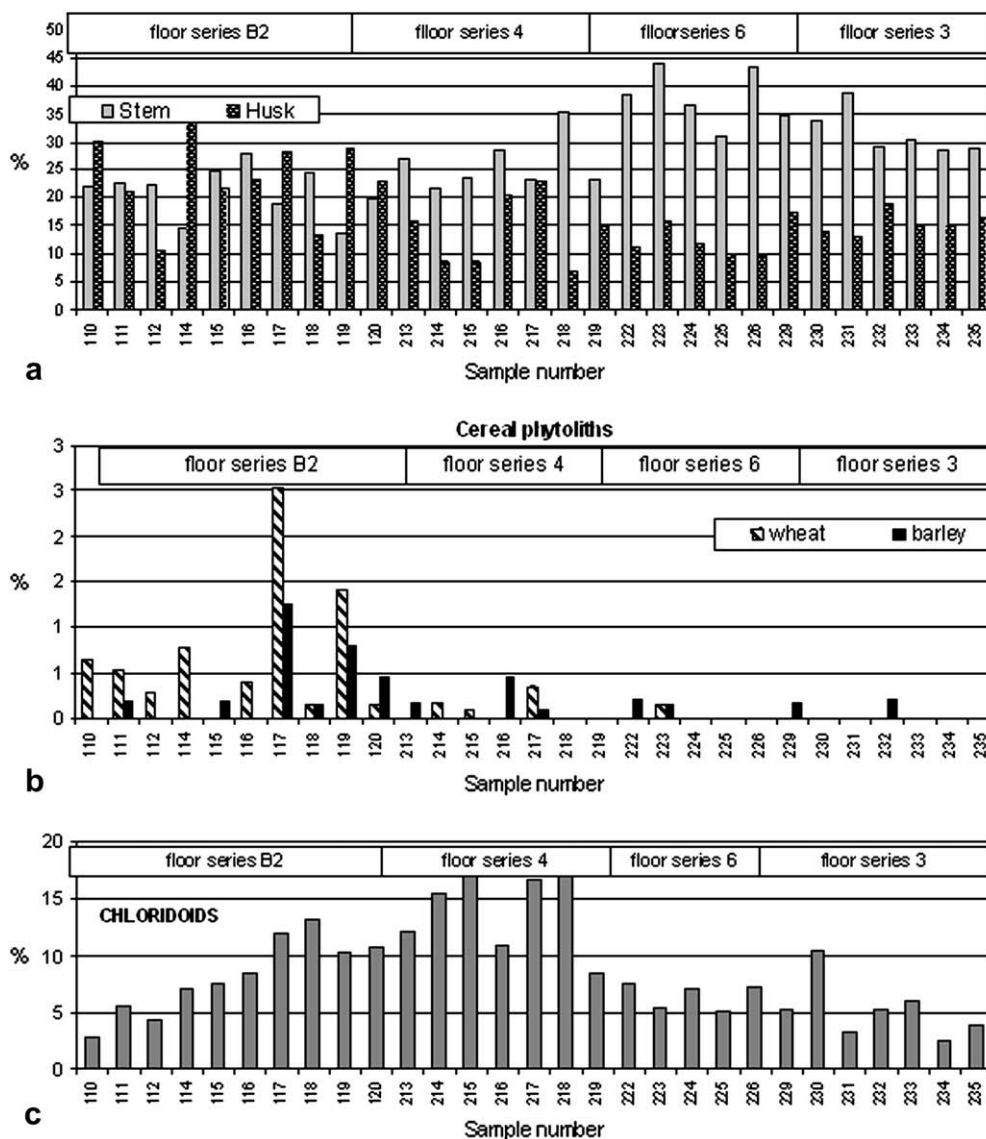 50 floor series B2 flloor series 4 flloorseries 6 flloor series 3
45
40
Stem Husk
35
30
% 25
20
15
10
5
0
110 111 112 114 115 116 117 118 119 120 213 214 215 216 217 218 219 222 223 224 225 226 229 230 231 232 233 234 235
a Sample number
Cereal phytoliths
3
floor series B2 floor series 4 floor series 6 floor series 3
3
2
wheat barley
% 2
1
1
0
110 111 112 114 115 116 117 118 119 120 213 214 215 216 217 218 219 222 223 224 225 226 229 230 231 232 233 234 235
b Sample number
20
floor series B2 floor series 4 floor series 6 floor series 3
15
CHLORIDOIDS
% 10
5
0
110 111 112 114 115 116 117 118 119 120 213 214 215 216 217 218 219 222 223 224 225 226 229 230 231 232 233 234 235
c Sample number